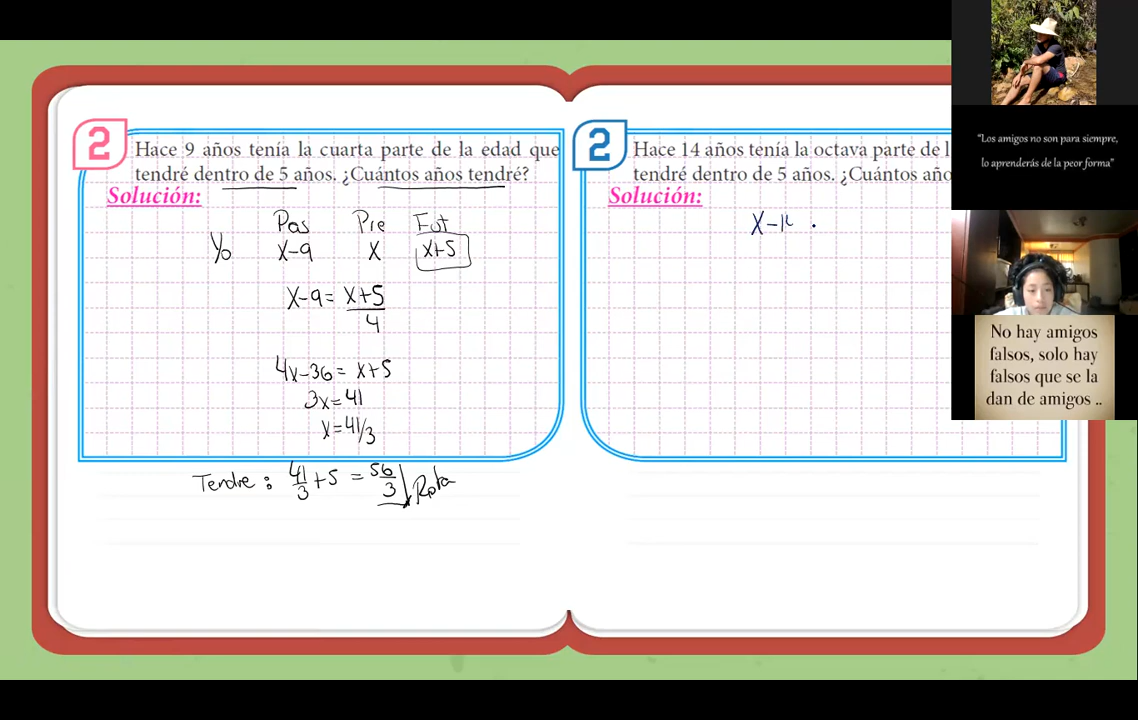 2
Hace 9 años tenía la cuarta parte de la edad que
tendré dentro de 5 años. ¿Cuántos años tendré?
Solución:
Pas Pre Fut
Yo X-9 X X+5
X-9= X+5
4
4x-36= x+5
3x=41
x=41/3
Tendre: 41/3 +5 = 56/3 Rpta
2
Hace 14 años tenía la octava parte de l
tendré dentro de 5 años. ¿Cuántos año
Solución:
X-14
"Los amigos no son para siempre,
lo aprenderás de la peor forma"
No hay amigos
falsos, solo hay
falsos que se la
dan de amigos ..